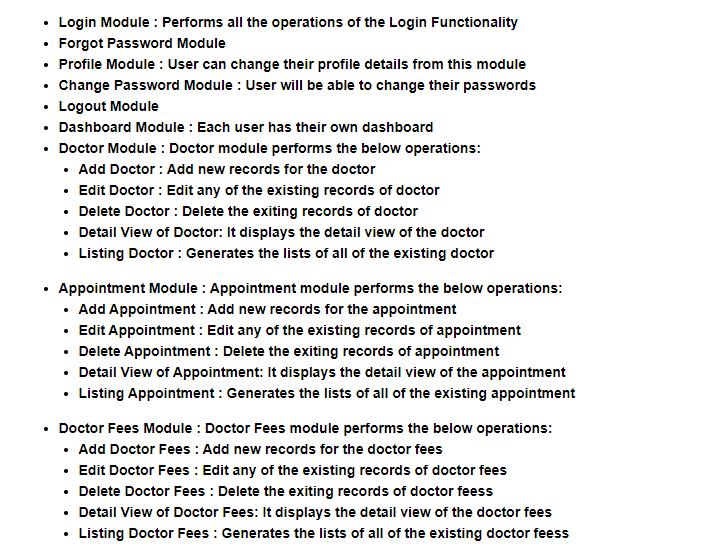 Login Module : Performs all the operations of the Login Functionality
Forgot Password Module
Profile Module : User can change their profile details from this module
Change Password Module : User will be able to change their passwords
Logout Module
Dashboard Module : Each user has their own dashboard
Doctor Module : Doctor module performs the below operations:
Add Doctor : Add new records for the doctor
Edit Doctor : Edit any of the existing records of doctor
Delete Doctor : Delete the exiting records of doctor
Detail View of Doctor: It displays the detail view of the doctor
Listing Doctor : Generates the lists of all of the existing doctor
Appointment Module : Appointment module performs the below operations:
Add Appointment : Add new records for the appointment
Edit Appointment : Edit any of the existing records of appointment
Delete Appointment : Delete the exiting records of appointment
Detail View of Appointment: It displays the detail view of the appointment
Listing Appointment : Generates the lists of all of the existing appointment
Doctor Fees Module : Doctor Fees module performs the below operations:
Add Doctor Fees : Add new records for the doctor fees
Edit Doctor Fees : Edit any of the existing records of doctor fees
Delete Doctor Fees : Delete the exiting records of doctor feess
Detail View of Doctor Fees: It displays the detail view of the doctor fees
Listing Doctor Fees : Generates the lists of all of the existing doctor feess